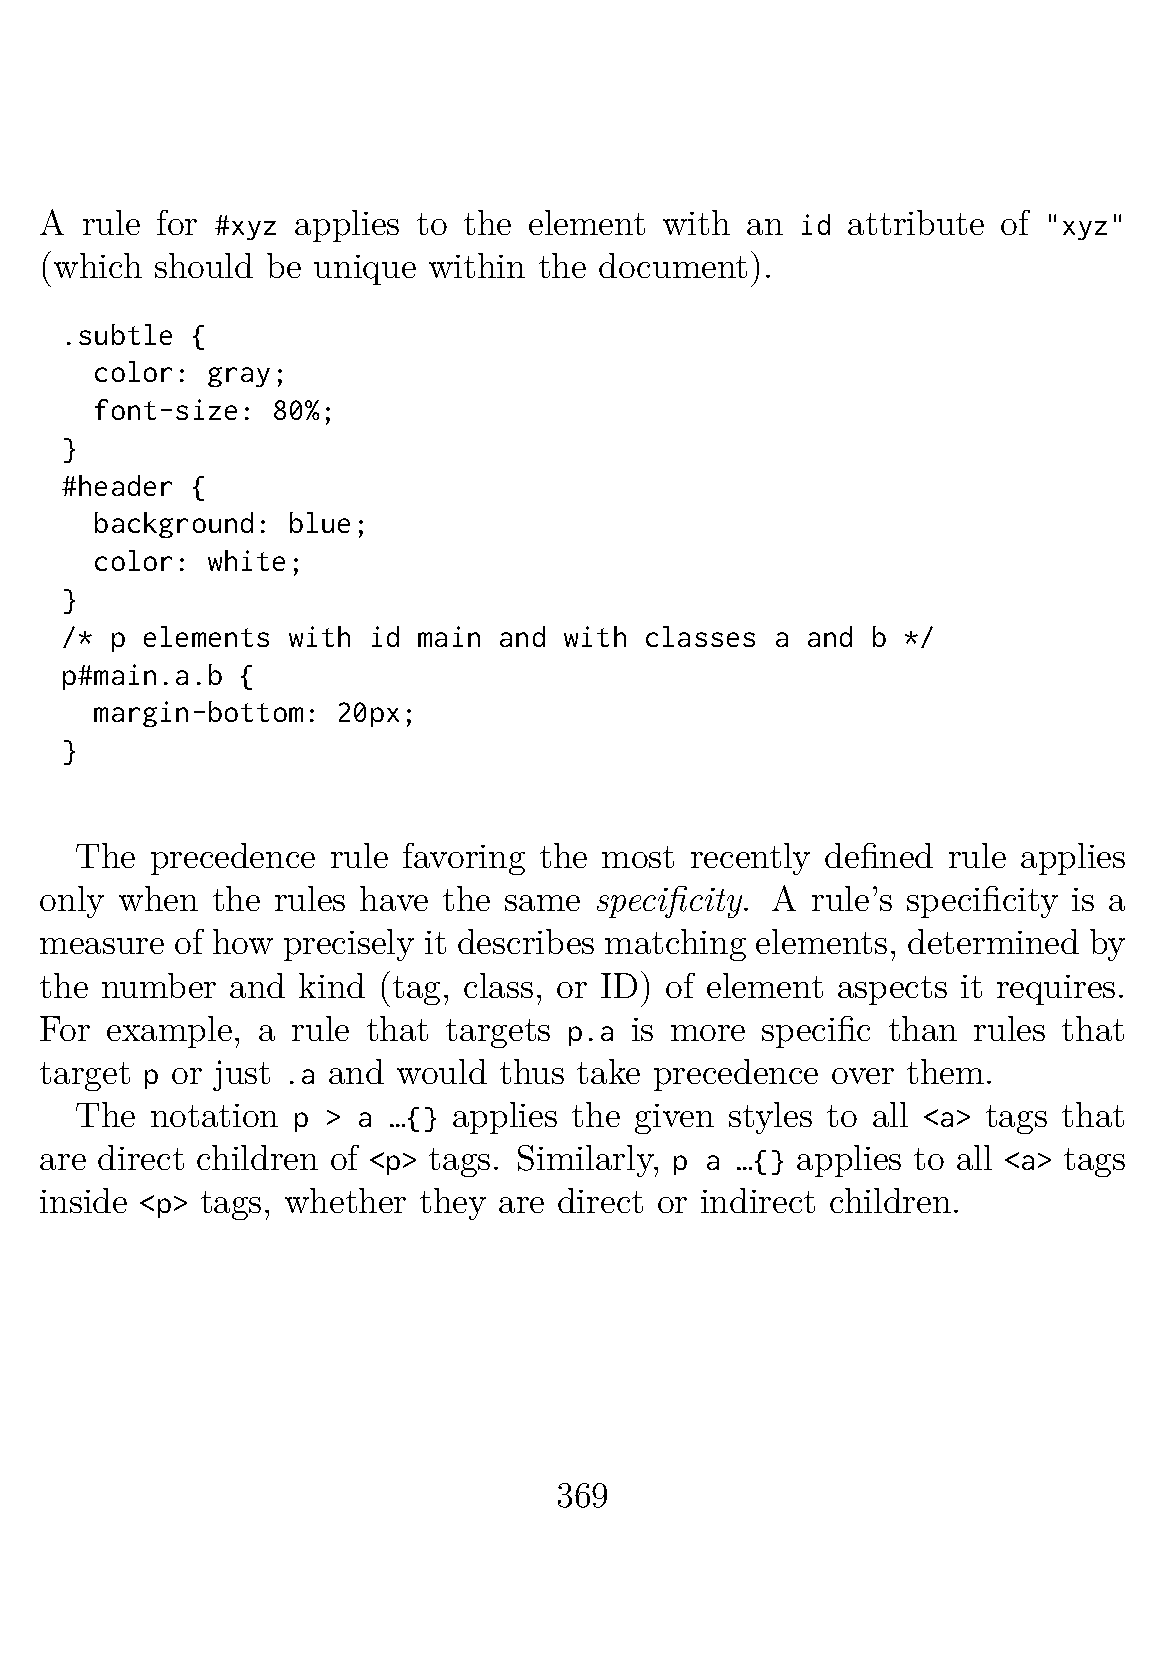 A rule for #xyz applies to the element with an id attribute of "xyz"
(which should be unique within the document).
.subtle {
  color: gray;
  font-size: 80%;
}
#header {
  background: blue;
  color: white;
}
/* p elements with id main and with classes a and b */
p#main.a.b {
  margin-bottom: 20px;
}
The precedence rule favoring the most recently defined rule applies
only when the rules have the same specificity. A rule's specificity is a
measure of how precisely it describes matching elements, determined by
the number and kind (tag, class, or ID) of element aspects it requires.
For example, a rule that targets p.a is more specific than rules that
target p or just .a and would thus take precedence over them.
The notation p > a …{} applies the given styles to all <a> tags that
are direct children of <p> tags. Similarly, p a …{} applies to all <a> tags
inside <p> tags, whether they are direct or indirect children.
369